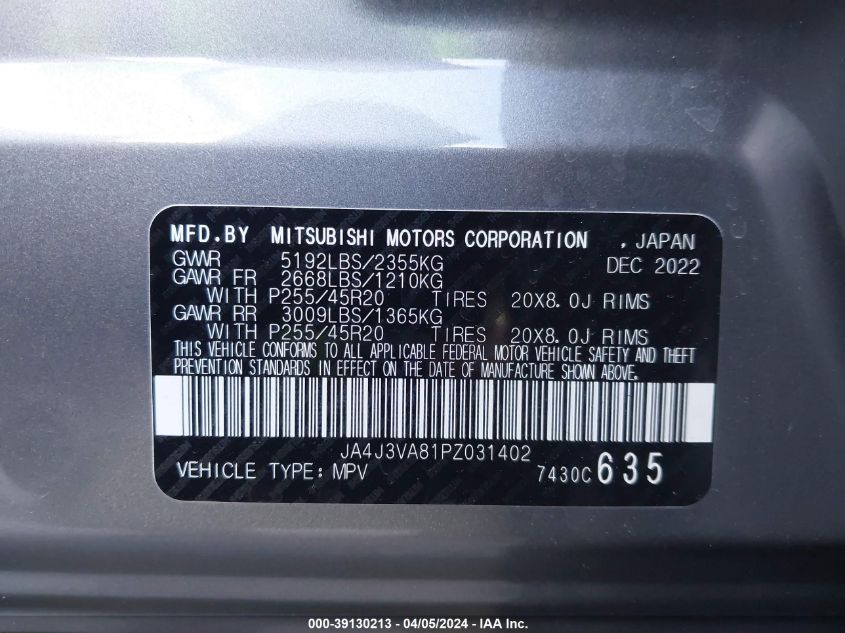 MFD.BY MITSUBISHI MOTORS CORPORATION , JAPAN
GVWR 5192LBS/2355KG DEC 2022
GAWR FR 2668LBS/1210KG
WITH P255/45R20 TIRES 20X8.0J RIMS
GAWR RR 3009LBS/1365KG
WITH P255/45R20 TIRES 20X8.0J RIMS
THIS VEHICLE CONFORMS TO ALL APPLICABLE FEDERAL MOTOR VEHICLE SAFETY AND THEFT
PREVENTION STANDARDS IN EFFECT ON THE DATE OF MANUFACTURE SHOWN ABOVE.
JA4J3VA81PZ031402
VEHICLE TYPE: MPV 7430C 635
000-39130213 - 04/05/2024 - IAA Inc.